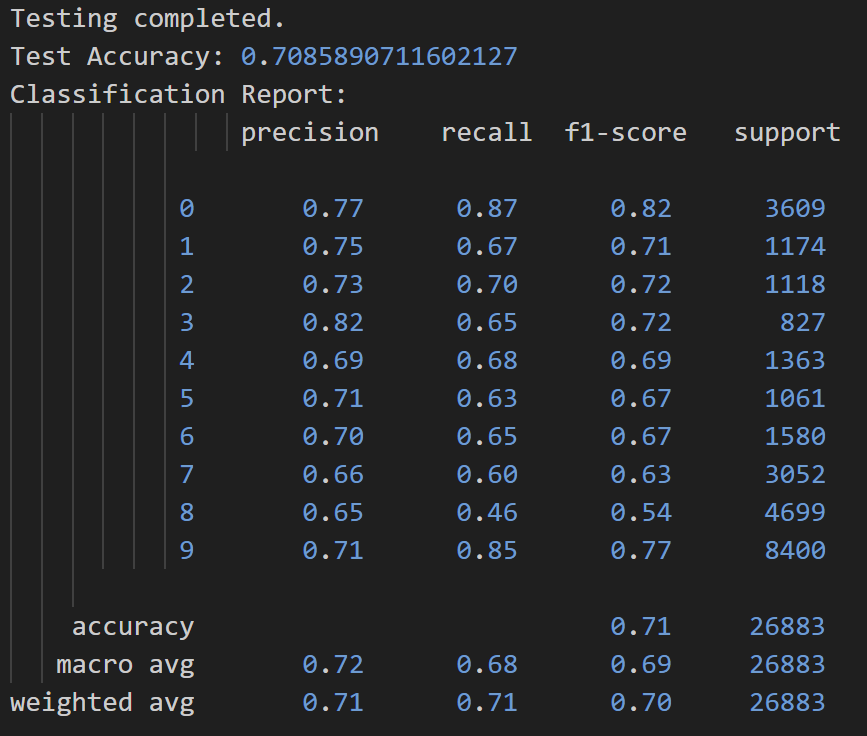 Testing completed.
Test Accuracy: 0.7085890711602127
Classification Report:
precision recall f1-score support
0 0.77 0.87 0.82 3609
1 0.75 0.67 0.71 1174
2 0.73 0.70 0.72 1118
3 0.82 0.65 0.72 827
4 0.69 0.68 0.69 1363
5 0.71 0.63 0.67 1061
6 0.70 0.65 0.67 1580
7 0.66 0.60 0.63 3052
8 0.65 0.46 0.54 4699
9 0.71 0.85 0.77 8400
accuracy 0.71 26883
macro avg 0.72 0.68 0.69 26883
weighted avg 0.71 0.71 0.70 26883